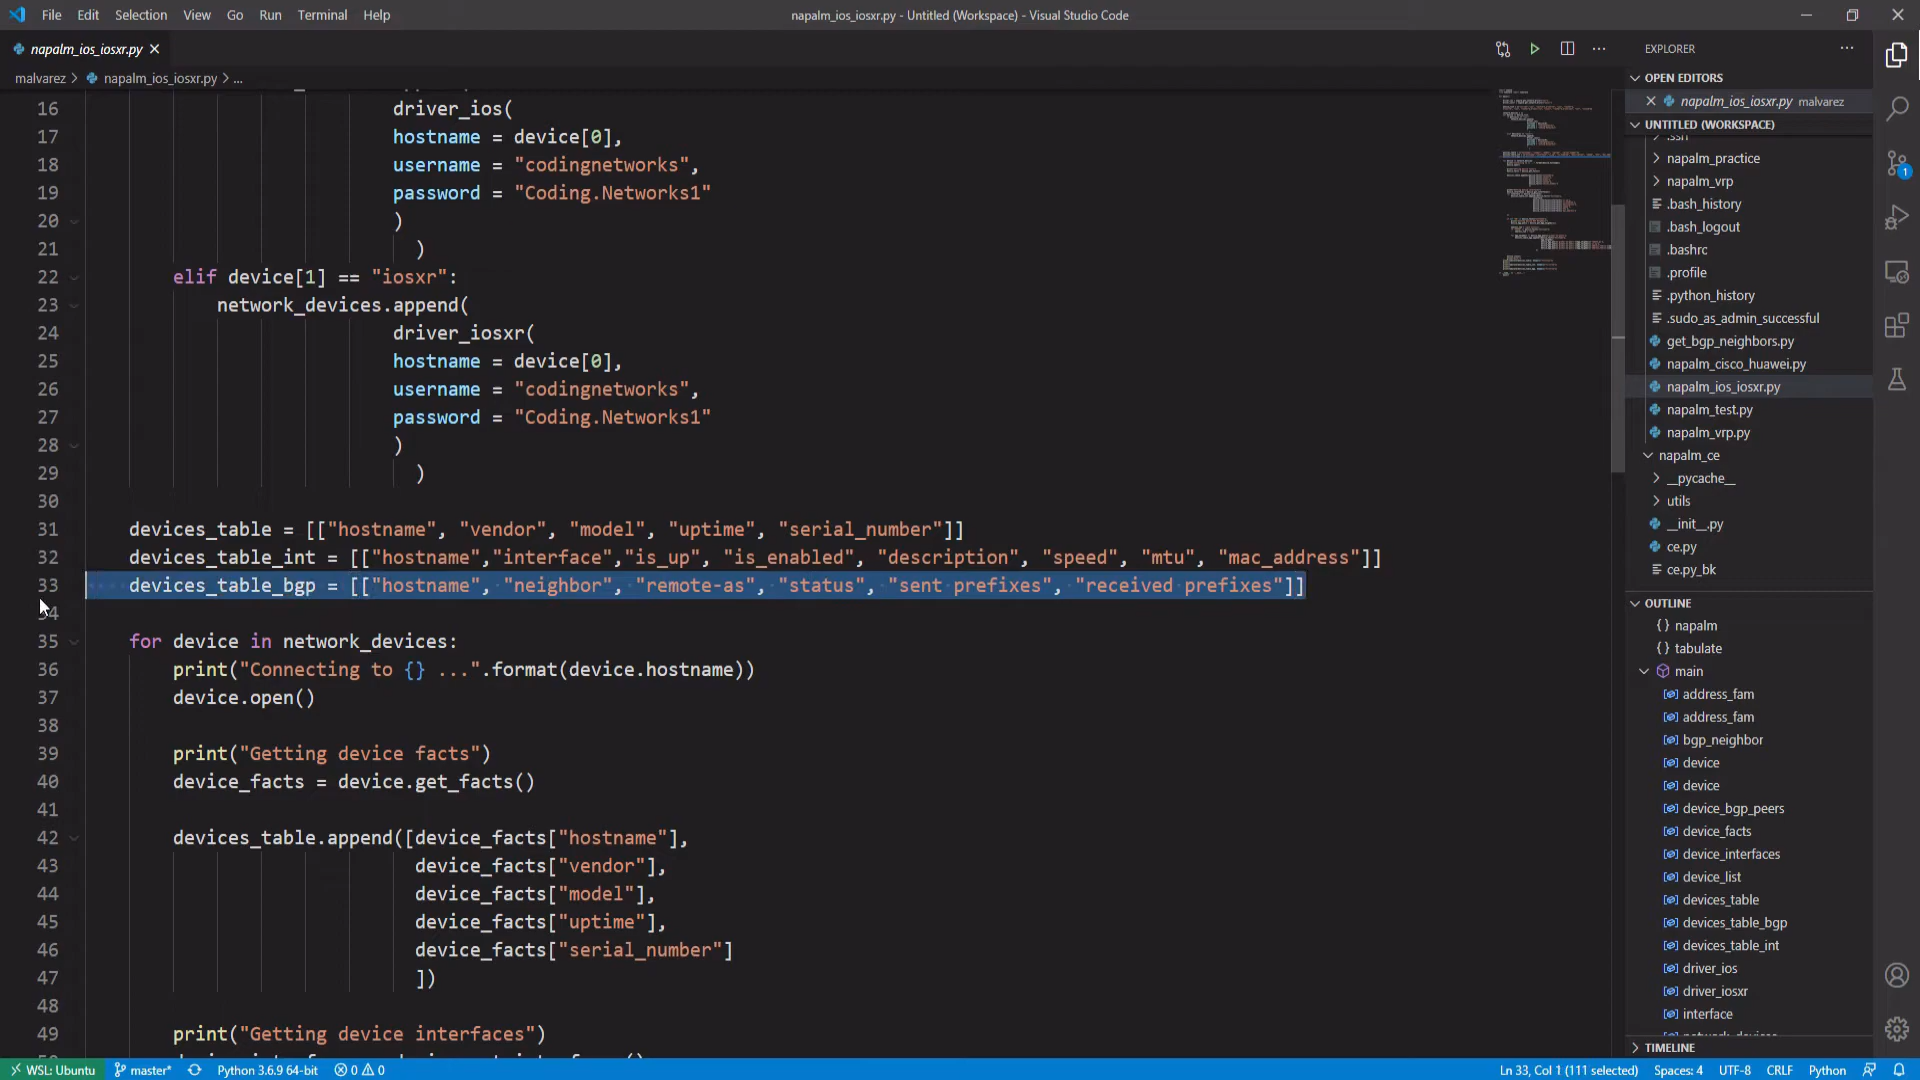 File Edit Selection View Go Run Terminal Help
napalm_ios_iosxr.py - Untitled (Workspace) - Visual Studio Code
napalm_ios_iosxr.py
malvarez > napalm_ios_iosxr.py > ...
16 driver_ios(
17 hostname = device[0],
18 username = "codingnetworks",
19 password = "Coding.Networks1"
20 )
21 )
22 elif device[1] == "iosxr":
23 network_devices.append(
24 driver_iosxr(
25 hostname = device[0],
26 username = "codingnetworks",
27 password = "Coding.Networks1"
28 )
29 )
30
31 devices_table = [["hostname", "vendor", "model", "uptime", "serial_number"]]
32 devices_table_int = [["hostname","interface","is_up", "is_enabled", "description", "speed", "mtu", "mac_address"]]
33 devices_table_bgp = [["hostname", "neighbor", "remote-as", "status", "sent prefixes", "received prefixes"]]
34
35 for device in network_devices:
36 print("Connecting to {} ...".format(device.hostname))
37 device.open()
38
39 print("Getting device facts")
40 device_facts = device.get_facts()
41
42 devices_table.append([device_facts["hostname"],
43 device_facts["vendor"],
44 device_facts["model"],
45 device_facts["uptime"],
46 device_facts["serial_number"]
47 ])
48
49 print("Getting device interfaces")
EXPLORER
OPEN EDITORS
napalm_ios_iosxr.py malvarez
UNTITLED (WORKSPACE)
.ssh
napalm_practice
napalm_vrp
.bash_history
.bash_logout
.bashrc
.profile
.python_history
.sudo_as_admin_successful
get_bgp_neighbors.py
napalm_cisco_huawei.py
napalm_ios_iosxr.py
napalm_test.py
napalm_vrp.py
napalm_ce
__pycache__
utils
__init__.py
ce.py
ce.py_bk
OUTLINE
{} napalm
{} tabulate
main
address_fam
address_fam
bgp_neighbor
device
device
device_bgp_peers
device_facts
device_interfaces
device_list
devices_table
devices_table_bgp
devices_table_int
driver_ios
driver_iosxr
interface
network_devices
TIMELINE
1
WSL: Ubuntu master* Python 3.6.9 64-bit 0 0
Ln 33, Col 1 (111 selected) Spaces: 4 UTF-8 CRLF Python